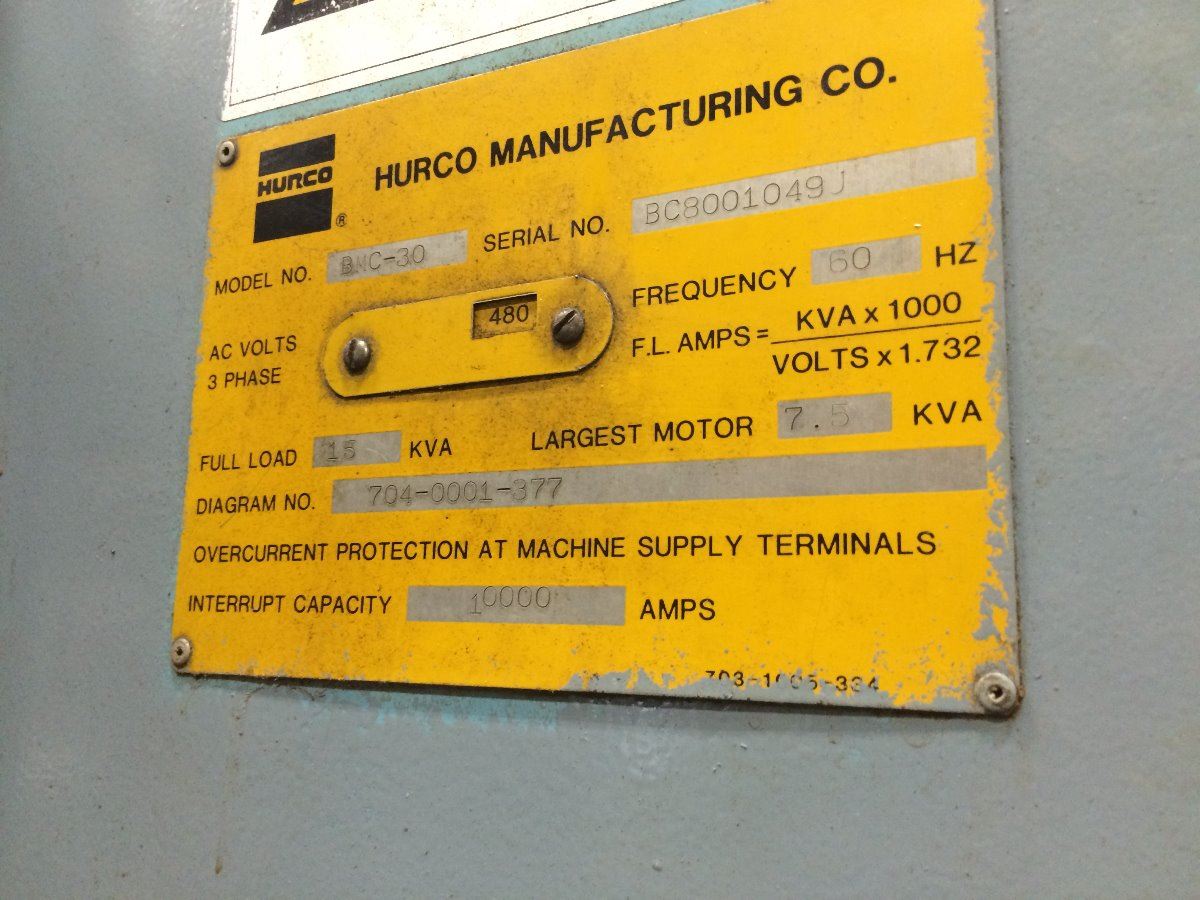 HURCO
®
HURCO MANUFACTURING CO.
MODEL NO. BMC-30 SERIAL NO. BC8001049J
AC VOLTS 480 FREQUENCY 60 HZ
3 PHASE F.L. AMPS = KVA x 1000
VOLTS x 1.732
FULL LOAD 15 KVA LARGEST MOTOR 7.5 KVA
DIAGRAM NO. 704-0001-377
OVERCURRENT PROTECTION AT MACHINE SUPPLY TERMINALS
INTERRUPT CAPACITY 10000 AMPS